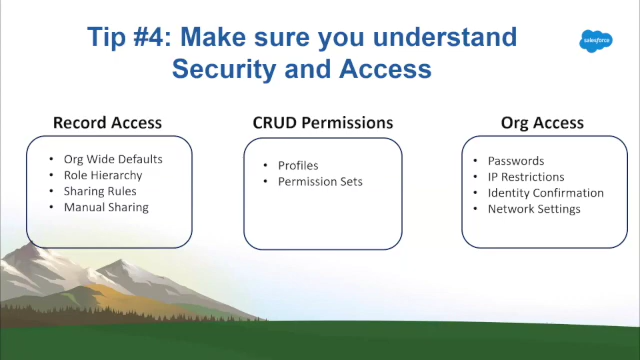 Tip #4: Make sure you understand
Security and Access
salesforce
Record Access
• Org Wide Defaults
• Role Hierarchy
• Sharing Rules
• Manual Sharing
CRUD Permissions
• Profiles
• Permission Sets
Org Access
• Passwords
• IP Restrictions
• Identity Confirmation
• Network Settings